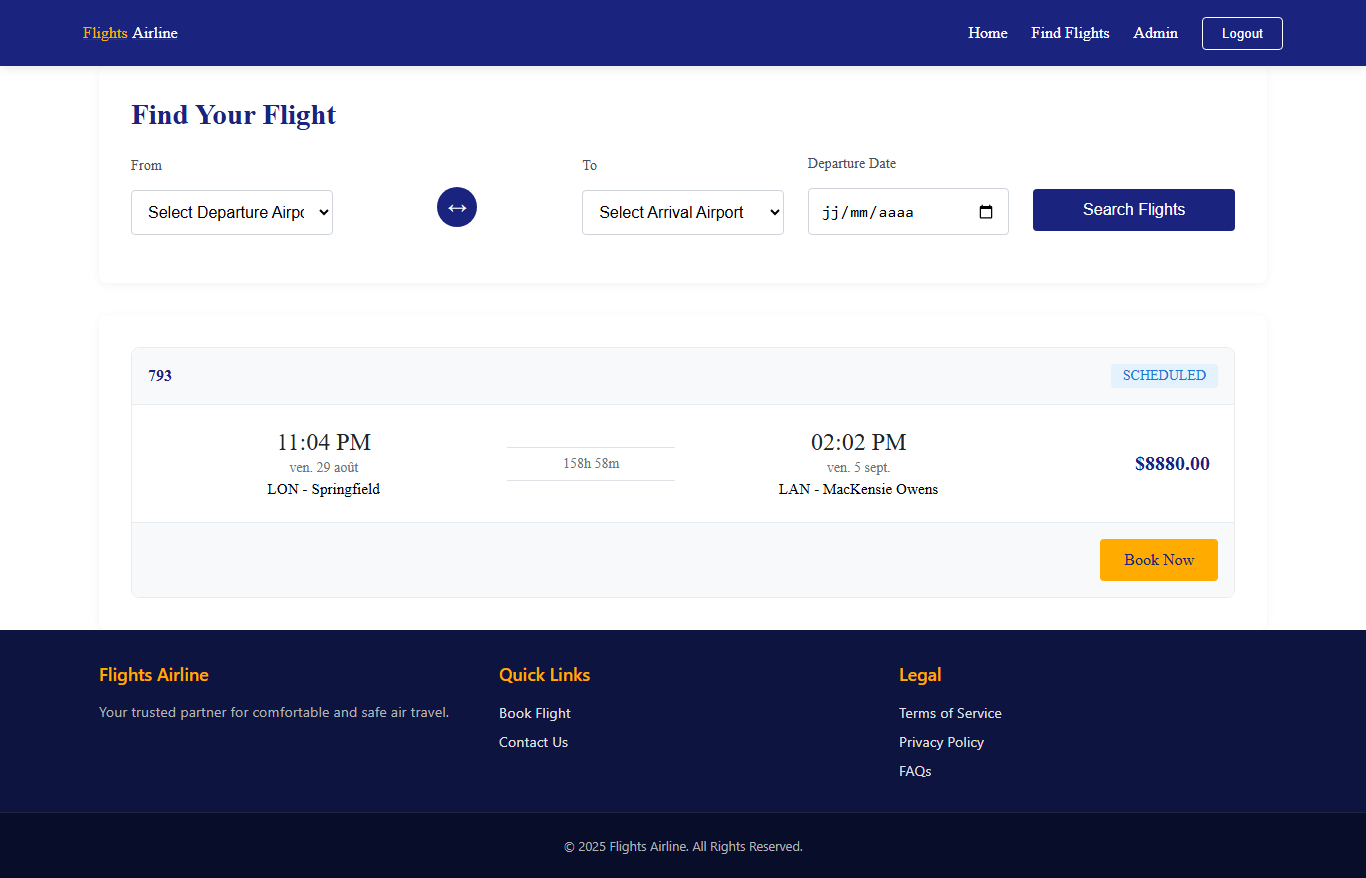 Flights Airline
Home Find Flights Admin Logout
Find Your Flight
From To Departure Date
Select Departure Airpo ↔ Select Arrival Airport jj/mm/aaaa Search Flights
793 SCHEDULED
11:04 PM 02:02 PM
ven. 29 août 158h 58m ven. 5 sept. $8880.00
LON - Springfield LAN - MacKensie Owens
Book Now
Flights Airline Quick Links Legal
Your trusted partner for comfortable and safe air travel. Book Flight Terms of Service
Contact Us Privacy Policy
FAQs
© 2025 Flights Airline. All Rights Reserved.